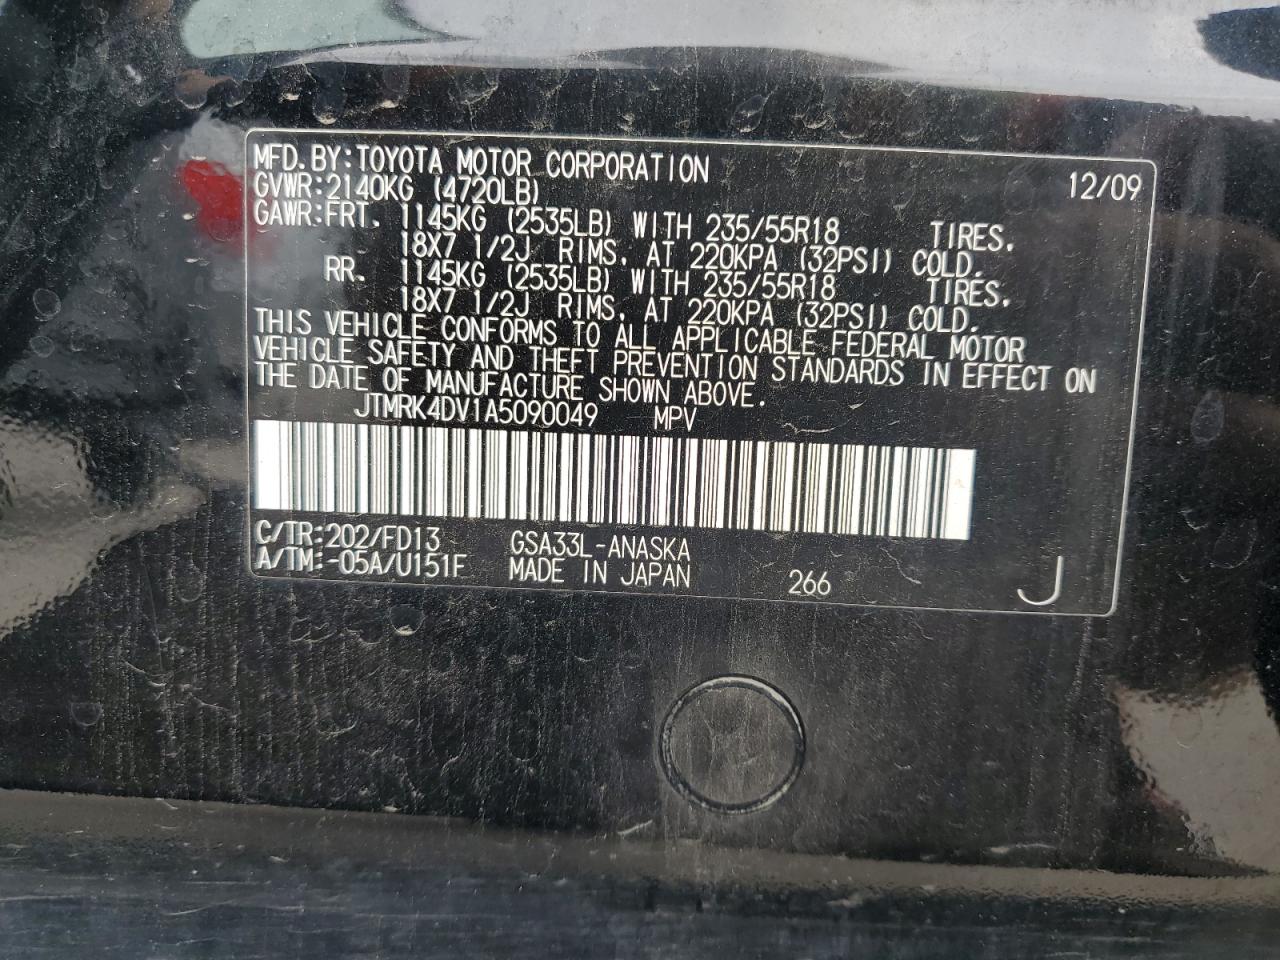 MFD.BY:TOYOTA MOTOR CORPORATION 12/09
GVWR:2140KG (4720LB)
GAWR:FRT. 1145KG (2535LB) WITH 235/55R18 TIRES.
18X7 1/2J RIMS, AT 220KPA (32PSI) COLD.
RR. 1145KG (2535LB) WITH 235/55R18 TIRES.
18X7 1/2J RIMS, AT 220KPA (32PSI) COLD.
THIS VEHICLE CONFORMS TO ALL APPLICABLE FEDERAL MOTOR
VEHICLE SAFETY AND THEFT PREVENTION STANDARDS IN EFFECT ON
THE DATE OF MANUFACTURE SHOWN ABOVE.
JTMRK4DV1A5090049 MPV
C/TR:202/FD13 GSA33L-ANASKA
A/TM:-05A/U151F MADE IN JAPAN 266 J